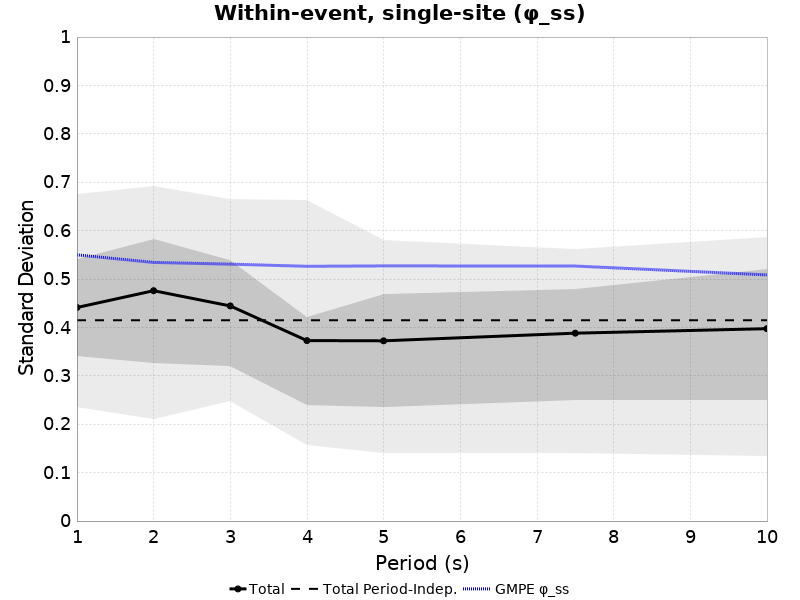 Within-event, single-site (φ_ss)
1
0.9
0.8
0.7
0.6
0.5
0.4
0.3
0.2
0.1
0
Standard Deviation
1 2 3 4 5 6 7 8 9 10
Period (s)
Total Total Period-Indep. GMPE φ_ss